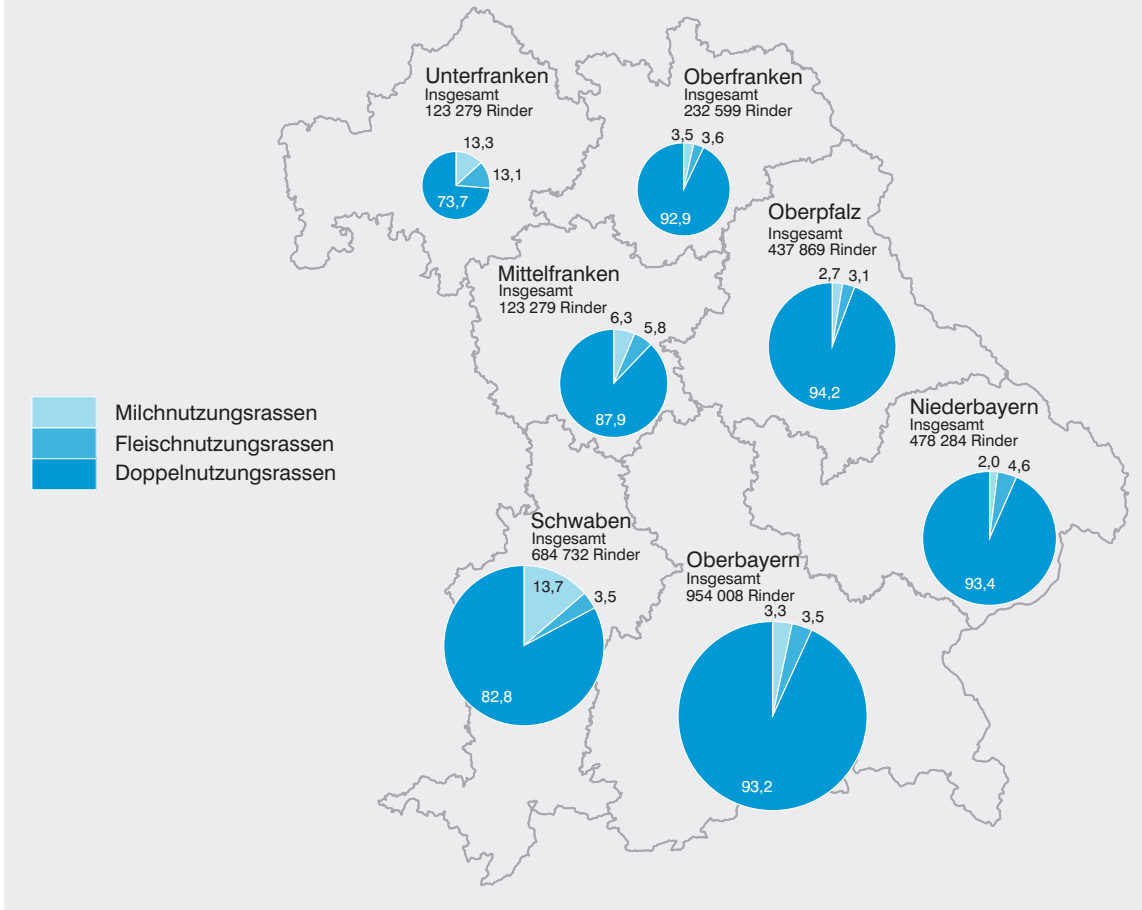 Unterfranken
Insgesamt
123 279 Rinder
13,3
13,1
73,7
Oberfranken
Insgesamt
232 599 Rinder
3,5 3,6
92,9
Oberpfalz
Insgesamt
437 869 Rinder
2,7 3,1
94,2
Mittelfranken
Insgesamt
123 279 Rinder
6,3 5,8
87,9
Milchnutzungsrassen
Fleischnutzungsrassen
Doppelnutzungsrassen
Niederbayern
Insgesamt
478 284 Rinder
2,0 4,6
93,4
Schwaben
Insgesamt
684 732 Rinder
13,7
3,5
82,8
Oberbayern
Insgesamt
954 008 Rinder
3,3 3,5
93,2